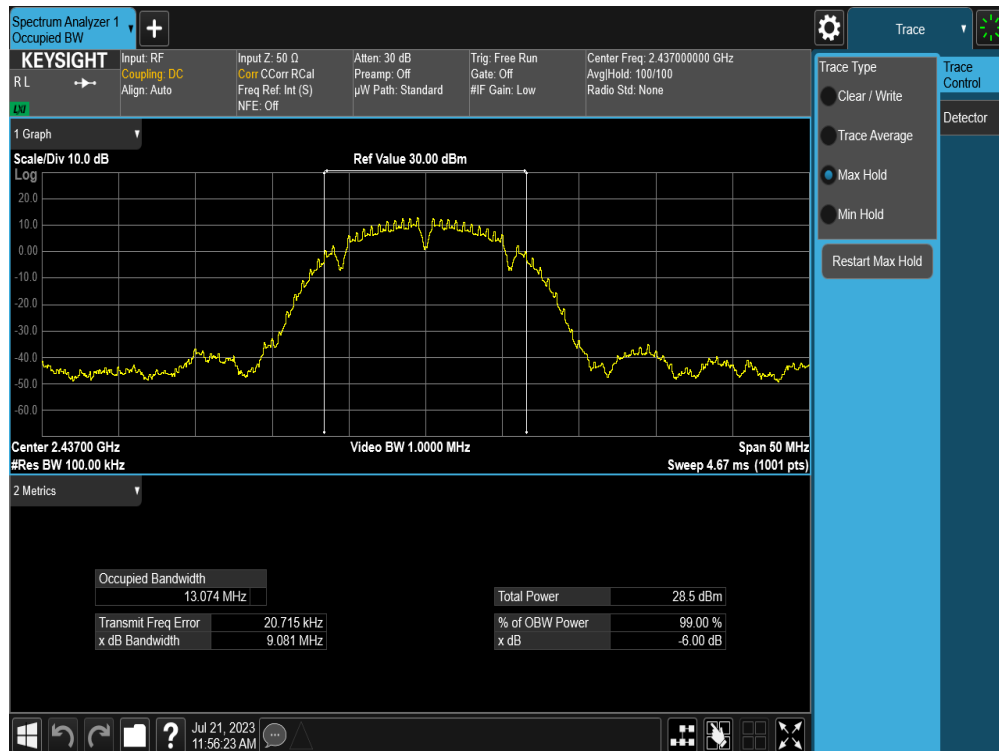 Spectrum Analyzer 1
Occupied BW
+
Trace
KEYSIGHT
R L
LXI
Input: RF
Coupling: DC
Align: Auto
Input Z: 50 Ω
Corr CCorr RCal
Freq Ref: Int (S)
NFE: Off
Atten: 30 dB
Preamp: Off
µW Path: Standard
Trig: Free Run
Gate: Off
#IF Gain: Low
Center Freq: 2.437000000 GHz
Avg|Hold: 100/100
Radio Std: None
Trace Type
Clear / Write
Trace Average
Max Hold
Min Hold
Restart Max Hold
Trace
Control
Detector
1 Graph
Scale/Div 10.0 dB
Ref Value 30.00 dBm
Log
20.0
10.0
0.00
-10.0
-20.0
-30.0
-40.0
-50.0
-60.0
Center 2.43700 GHz
Video BW 1.0000 MHz
Span 50 MHz
#Res BW 100.00 kHz
Sweep 4.67 ms (1001 pts)
2 Metrics
Occupied Bandwidth
13.074 MHz
Transmit Freq Error 20.715 kHz
x dB Bandwidth 9.081 MHz
Total Power 28.5 dBm
% of OBW Power 99.00 %
x dB -6.00 dB
?
Jul 21, 2023
11:56:23 AM